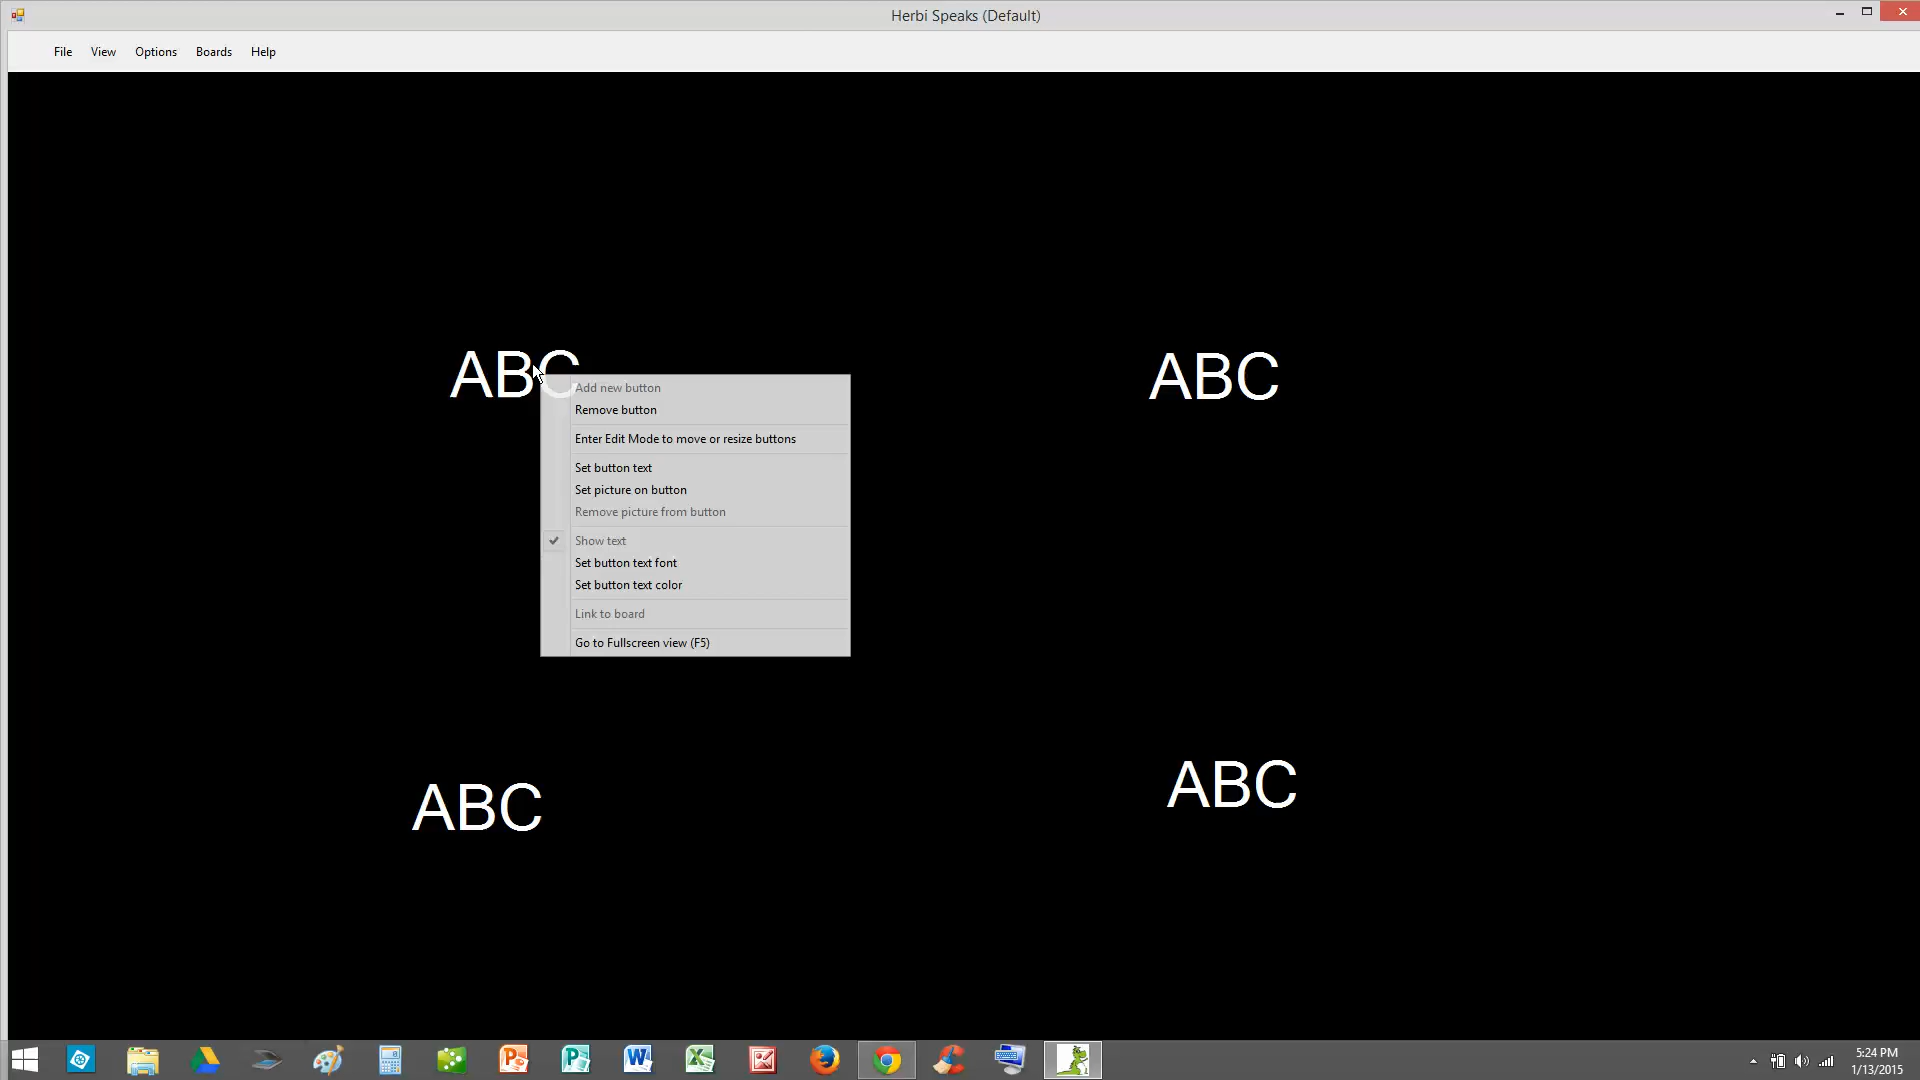 Herbi Speaks (Default)
File View Options Boards Help
ABC
ABC
Add new button
Remove button
Enter Edit Mode to move or resize buttons
Set button text
Set picture on button
Remove picture from button
Show text
Set button text font
Set button text color
Link to board
Go to Fullscreen view (F5)
ABC
ABC
5:24 PM
1/13/2015